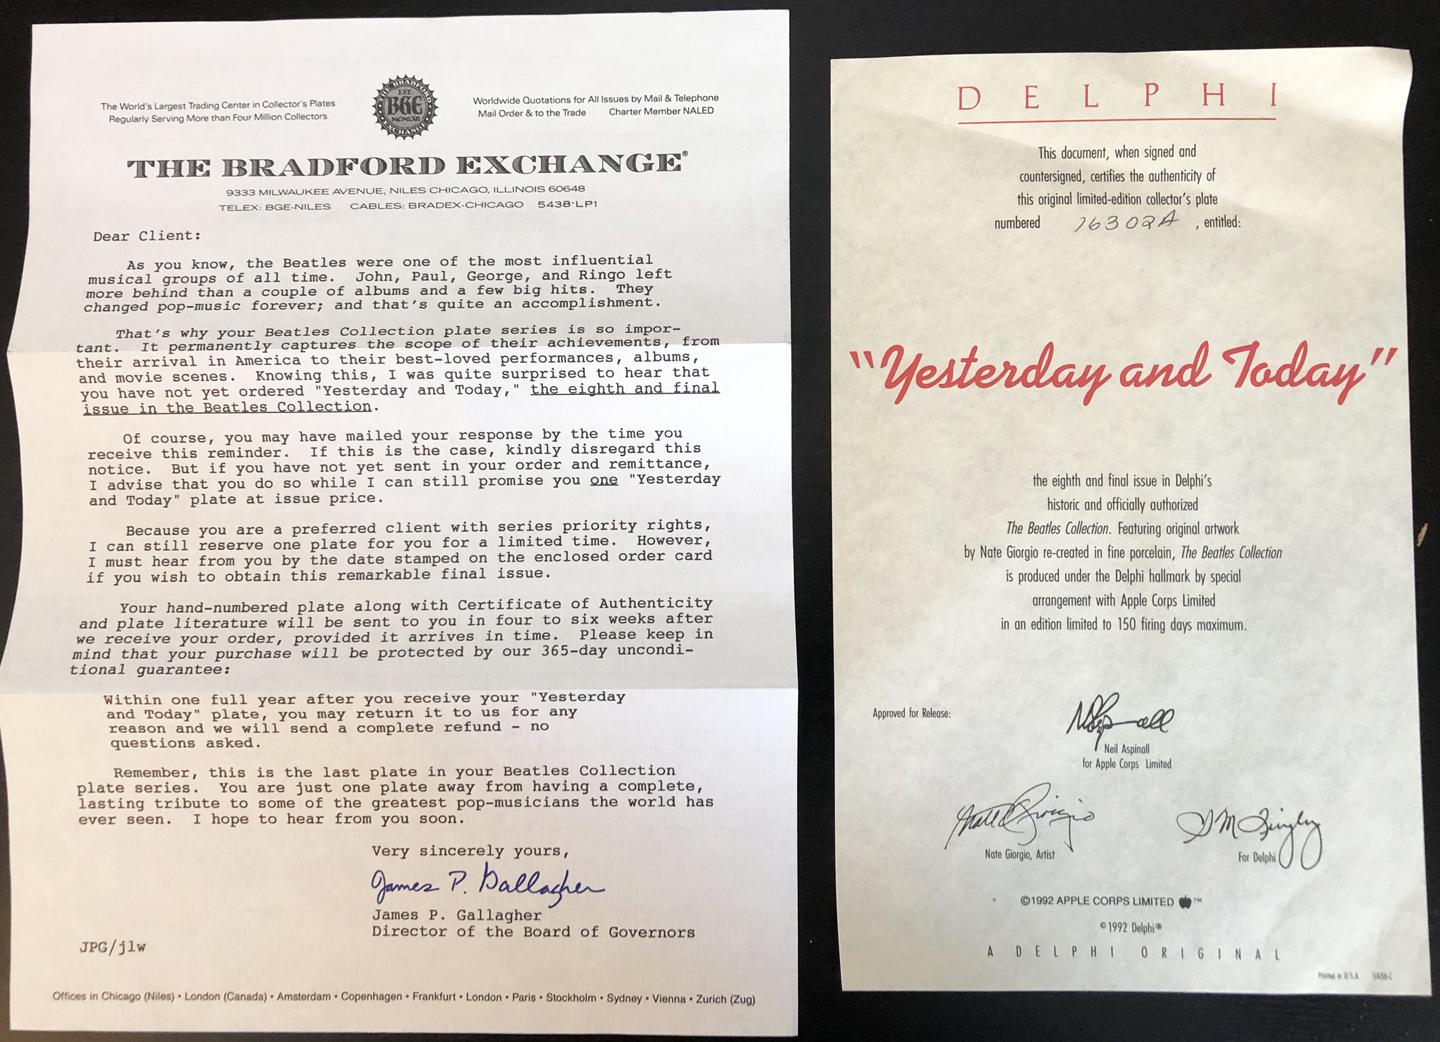 The World's Largest Trading Center in Collector's Plates
Regularly Serving More than Four Million Collectors
EST.
BGE
MCMLXII
Worldwide Quotations for All Issues by Mail & Telephone
Mail Order & to the Trade Charter Member NALED
THE BRADFORD EXCHANGE®
9333 MILWAUKEE AVENUE, NILES CHICAGO, ILLINOIS 60648
TELEX: BGE-NILES CABLES: BRADEX-CHICAGO 5438-LP1
Dear Client:
As you know, the Beatles were one of the most influential
musical groups of all time. John, Paul, George, and Ringo left
more behind than a couple of albums and a few big hits. They
changed pop-music forever; and that's quite an accomplishment.
That's why your Beatles Collection plate series is so impor-
tant. It permanently captures the scope of their achievements, from
their arrival in America to their best-loved performances, albums,
and movie scenes. Knowing this, I was quite surprised to hear that
you have not yet ordered "Yesterday and Today," the eighth and final
issue in the Beatles Collection.
Of course, you may have mailed your response by the time you
receive this reminder. If this is the case, kindly disregard this
notice. But if you have not yet sent in your order and remittance,
I advise that you do so while I can still promise you one "Yesterday
and Today" plate at issue price.
Because you are a preferred client with series priority rights,
I can still reserve one plate for you for a limited time. However,
I must hear from you by the date stamped on the enclosed order card
if you wish to obtain this remarkable final issue.
Your hand-numbered plate along with Certificate of Authenticity
and plate literature will be sent to you in four to six weeks after
we receive your order, provided it arrives in time. Please keep in
mind that your purchase will be protected by our 365-day uncondi-
tional guarantee:
Within one full year after you receive your "Yesterday
and Today" plate, you may return it to us for any
reason and we will send a complete refund - no
questions asked.
Remember, this is the last plate in your Beatles Collection
plate series. You are just one plate away from having a complete,
lasting tribute to some of the greatest pop-musicians the world has
ever seen. I hope to hear from you soon.
Very sincerely yours,
James P. Gallagher
James P. Gallagher
Director of the Board of Governors
JPG/jlw
Offices in Chicago (Niles) • London (Canada) • Amsterdam • Copenhagen • Frankfurt • London • Paris • Stockholm • Sydney • Vienna • Zurich (Zug)
DELPHI
This document, when signed and
countersigned, certifies the authenticity of
this original limited-edition collector's plate
numbered 16302A , entitled:
"Yesterday and Today"
the eighth and final issue in Delphi's
historic and officially authorized
The Beatles Collection. Featuring original artwork
by Nate Giorgio re-created in fine porcelain, The Beatles Collection
is produced under the Delphi hallmark by special
arrangement with Apple Corps Limited
in an edition limited to 150 firing days maximum.
Approved for Release:
Neil Aspinall
for Apple Corps Limited
Nate Giorgio
Nate Giorgio, Artist
For Delphi
©1992 APPLE CORPS LIMITED ™
©1992 Delphi®
A DELPHI ORIGINAL
Printed in U.S.A. 5438-C